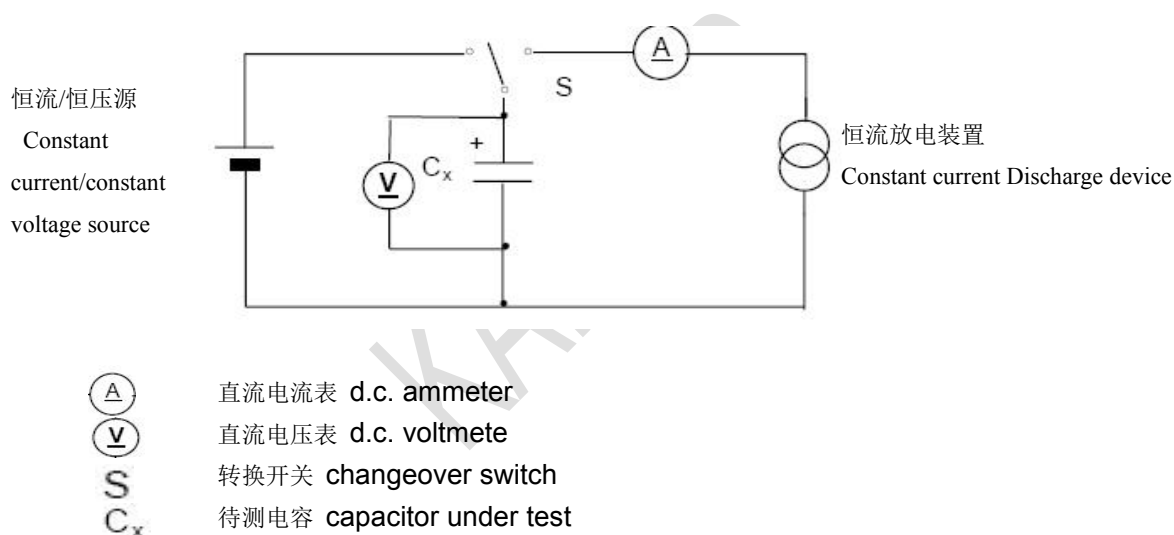 A
S
恒流/恒压源
Constant
current/constant
voltage source
+
V
Cx
恒流放电装置
Constant current Discharge device
A 直流电流表 d.c. ammeter
V 直流电压表 d.c. voltmete
S 转换开关 changeover switch
Cx 待测电容 capacitor under test